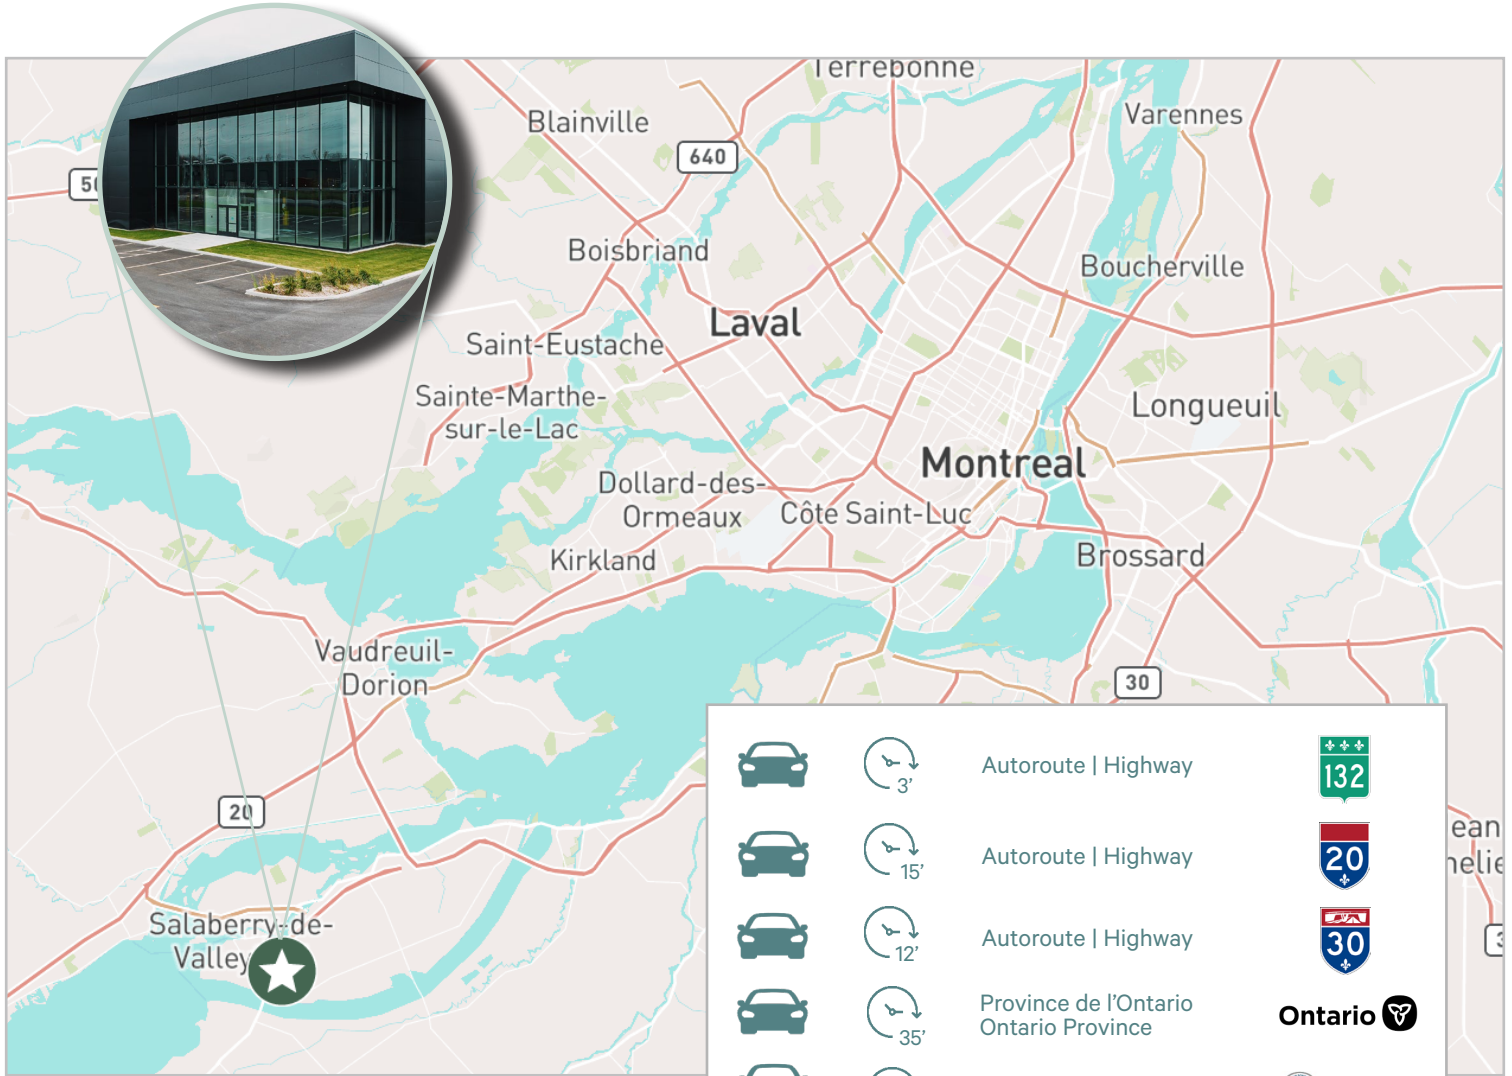 Terrebonne
Blainville
Varennes
640
50
Boisbriand
Boucherville
Laval
Saint-Eustache
Sainte-Marthe-
sur-le-Lac
Longueuil
Montreal
Dollard-des-
Ormeaux
Côte Saint-Luc
Kirkland
Brossard
Vaudreuil-
Dorion
30
20
Salaberry-de-
Valley
3'
Autoroute | Highway
132
15'
Autoroute | Highway
20
12'
Autoroute | Highway
30
35'
Province de l'Ontario
Ontario Province
Ontario